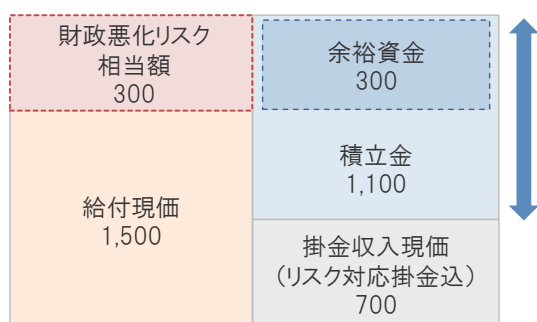 財政悪化リスク
相当額
300
給付現価
1,500
余裕資金
300
積立金
1,100
掛金収入現価
（リスク対応掛金込）
700